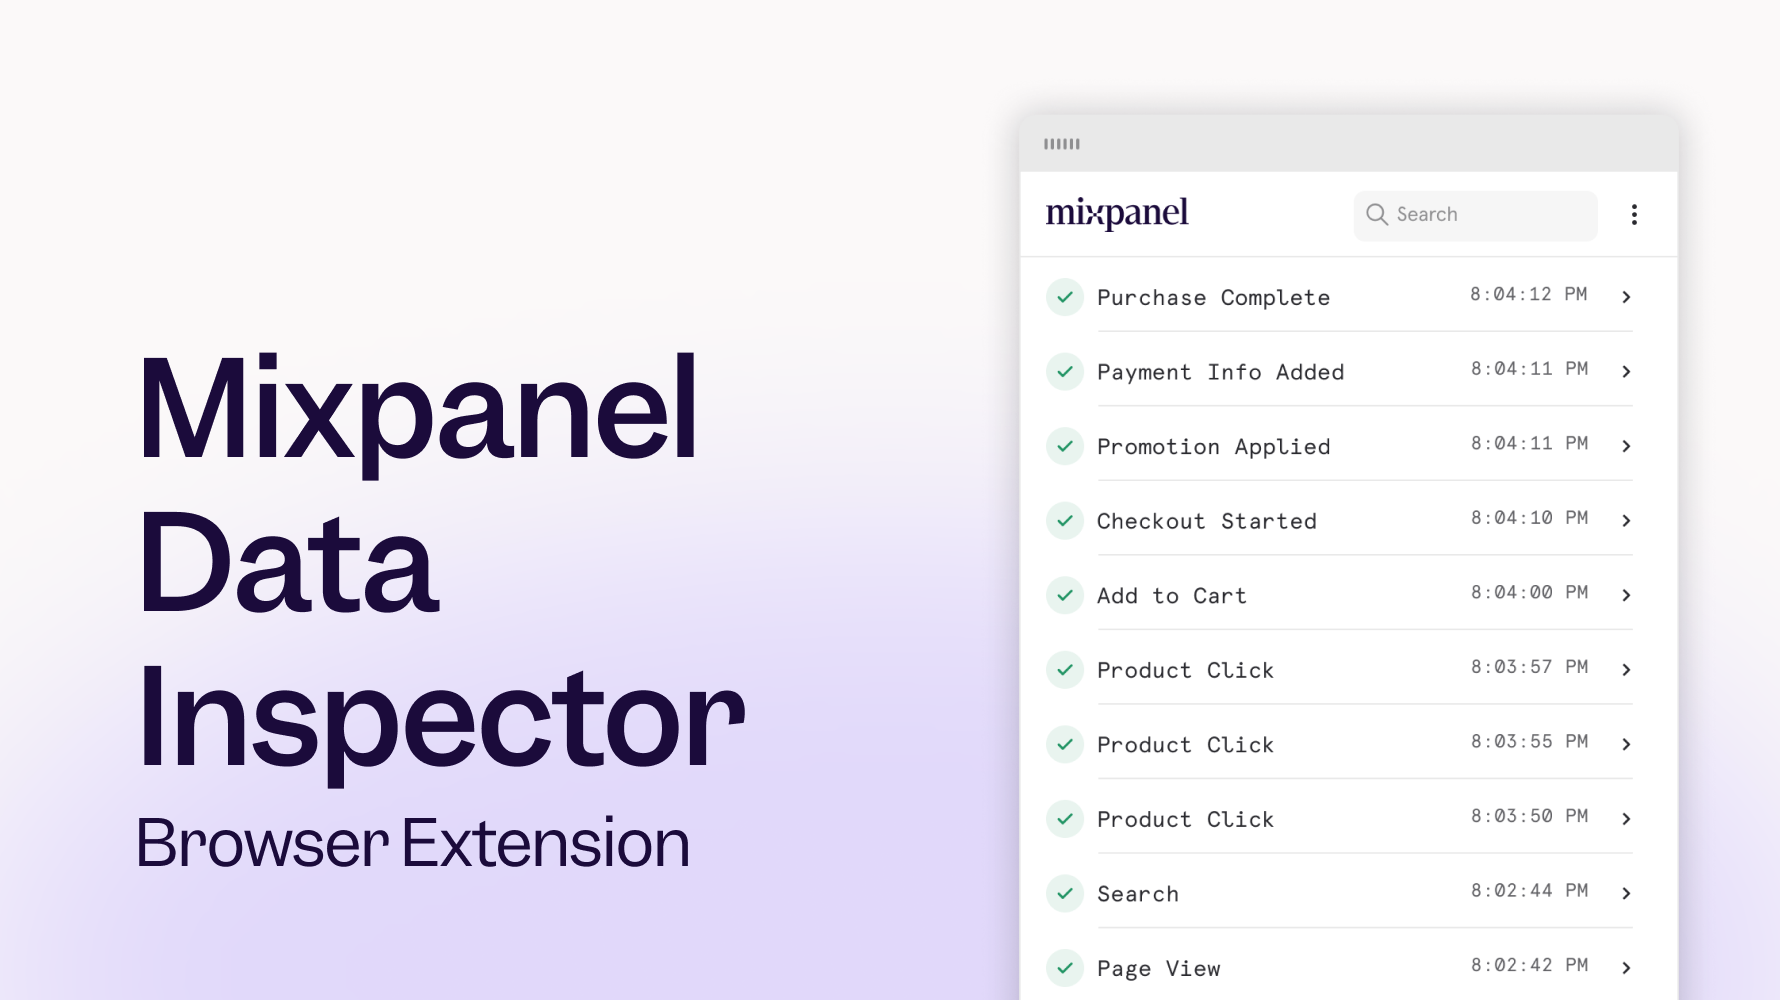 Mixpanel
Data
Inspector
Browser Extension
mixpanel
Search
Purchase Complete 8:04:12 PM
Payment Info Added 8:04:11 PM
Promotion Applied 8:04:11 PM
Checkout Started 8:04:10 PM
Add to Cart 8:04:00 PM
Product Click 8:03:57 PM
Product Click 8:03:55 PM
Product Click 8:03:50 PM
Search 8:02:44 PM
Page View 8:02:42 PM